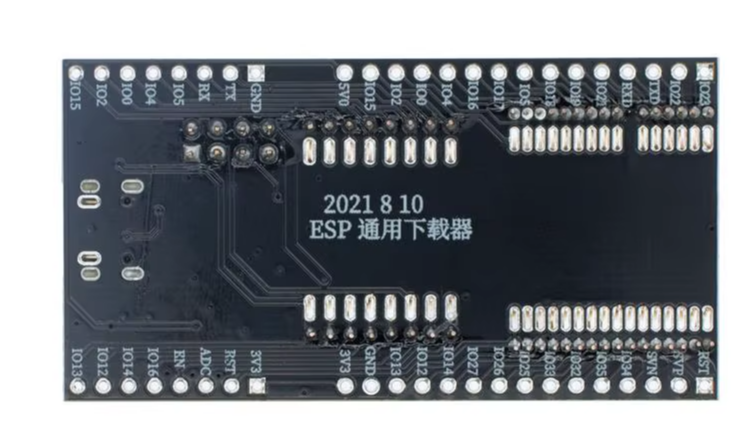 IO15 IO2 IO0 IO4 IO5 RX TX GND
IO15 IO2 IO0 IO4 IO16 IO17 IO5 IO18 IO19 IO21 RXD TXD IO22 IO23
2021 8 10
ESP 通用下载器
IO13 IO12 IO14 IO16 EN ADC RST 3V3
3V3 GND IO13 IO12 IO14 IO27 IO26 IO25 IO33 IO32 IO35 IO34 SVN SVP RST